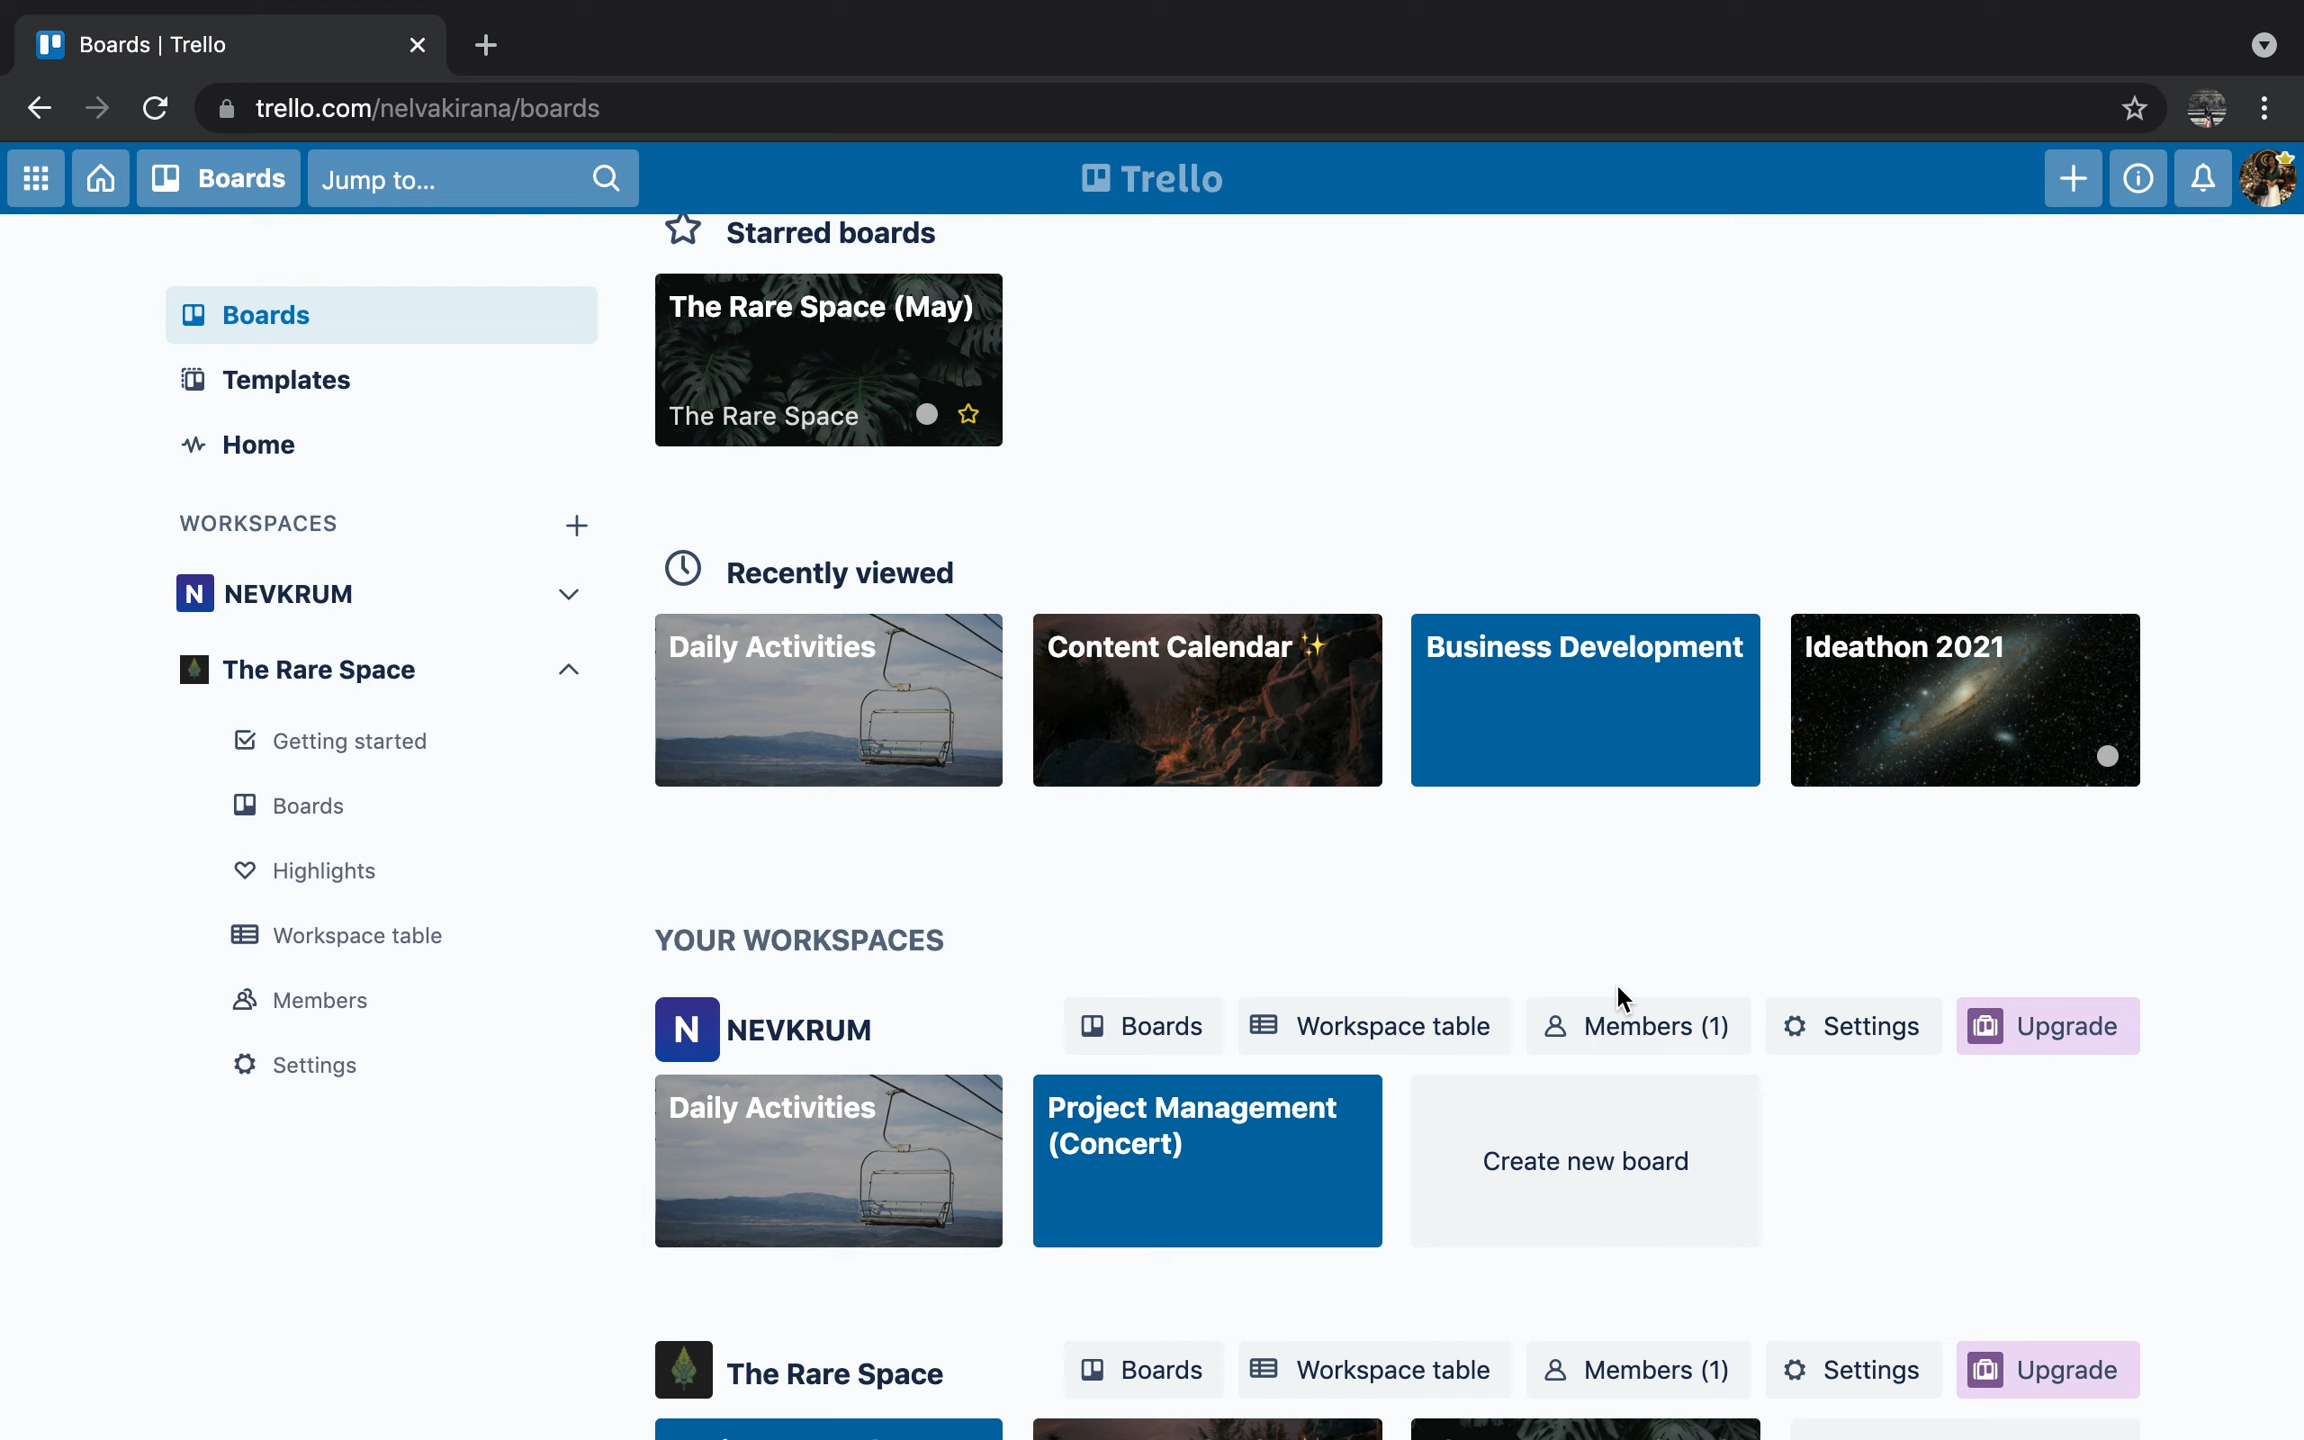 Boards | Trello
trello.com/nelvakirana/boards
Boards
Jump to...
Trello
Starred boards
The Rare Space (May)
The Rare Space
Boards
Templates
Home
WORKSPACES
N NEVKRUM
The Rare Space
Getting started
Boards
Highlights
Workspace table
Members
Settings
Recently viewed
Daily Activities
Content Calendar ✨
Business Development
Ideathon 2021
YOUR WORKSPACES
N NEVKRUM
Boards
Workspace table
Members (1)
Settings
Upgrade
Daily Activities
Project Management
(Concert)
Create new board
The Rare Space
Boards
Workspace table
Members (1)
Settings
Upgrade